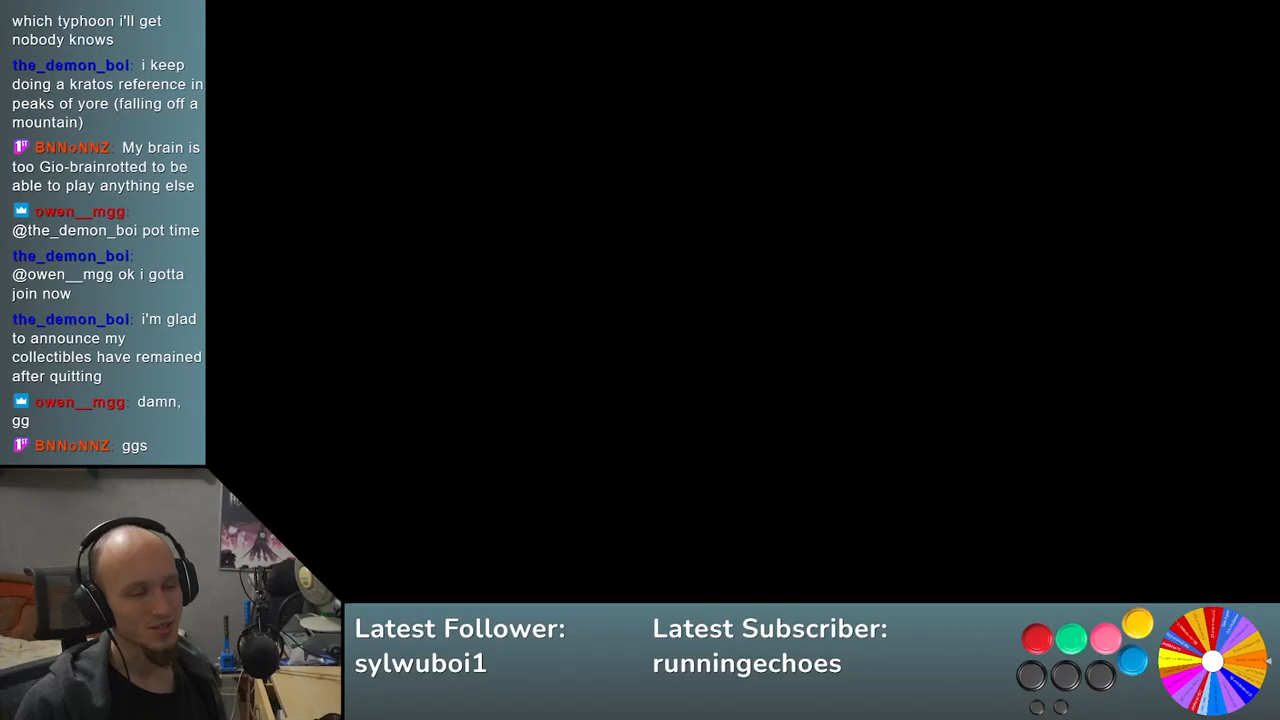 which typhoon i'll get
nobody knows
the_demon_boi: i keep
doing a kratos reference in
peaks of yore (falling off a
mountain)
1ST BNNoNNZ: My brain is
too Gio-brainrotted to be
able to play anything else
owen__mgg:
@the_demon_boi pot time
the_demon_boi:
@owen__mgg ok i gotta
join now
the_demon_boi: i'm glad
to announce my
collectibles have remained
after quitting
owen__mgg: damn,
gg
1ST BNNoNNZ: ggs
Latest Follower:
sylwuboi1
Latest Subscriber:
runningechoes